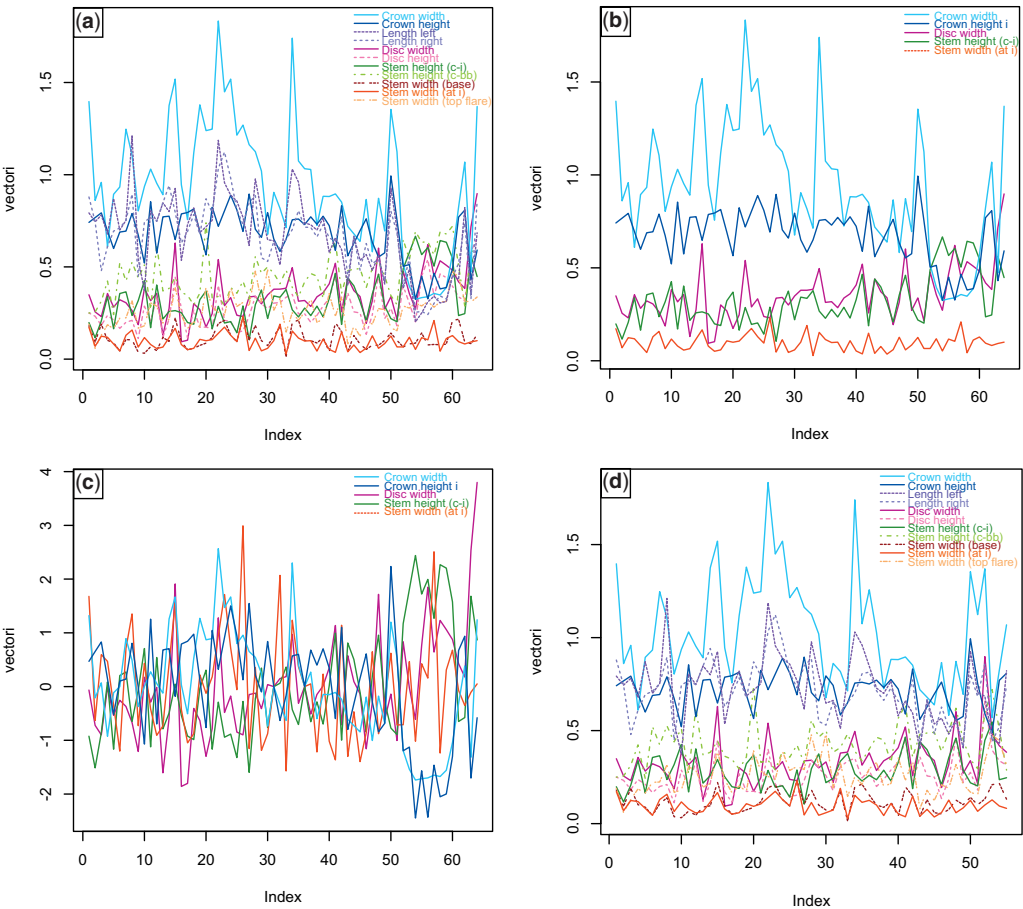 (a)
Crown width
Crown height
Length left
Length right
Disc width
Disc height
Stem height (c-i)
Stem height (c-bb)
Stem width (base)
Stem width (at i)
Stem width (top flare)
vectori
0.0 0.5 1.0 1.5
0 10 20 30 40 50 60
Index
(b)
Crown width
Crown height i
Disc width
Stem height (c-i)
Stem width (at i)
vectori
0.0 0.5 1.0 1.5
0 10 20 30 40 50 60
Index
(c)
Crown width
Crown height i
Disc width
Stem height (c-i)
Stem width (at i)
vectori
-2 -1 0 1 2 3 4
0 10 20 30 40 50 60
Index
(d)
Crown width
Crown height
Length left
Length right
Disc width
Disc height
Stem height (c-i)
Stem height (c-bb)
Stem width (base)
Stem width (at i)
Stem width (top flare)
vectori
0.0 0.5 1.0 1.5
0 10 20 30 40 50
Index